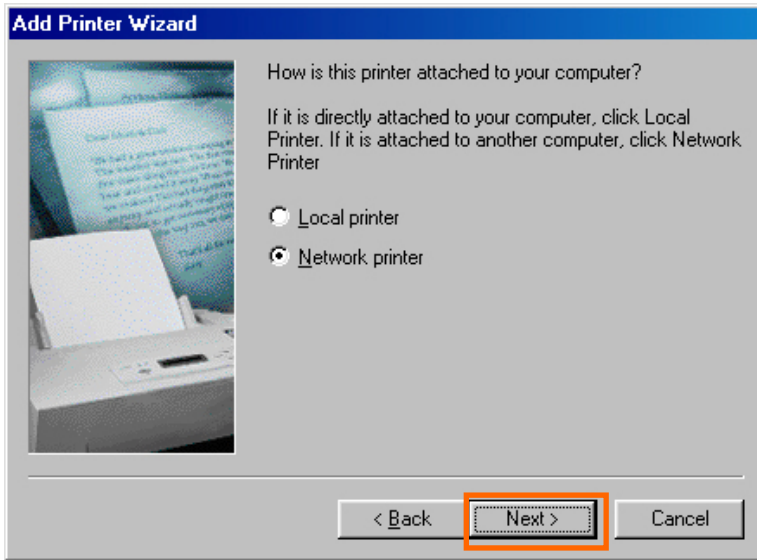 Add Printer Wizard
How is this printer attached to your computer?
If it is directly attached to your computer, click Local
Printer. If it is attached to another computer, click Network
Printer
Local printer
Network printer
< Back
Next >
Cancel